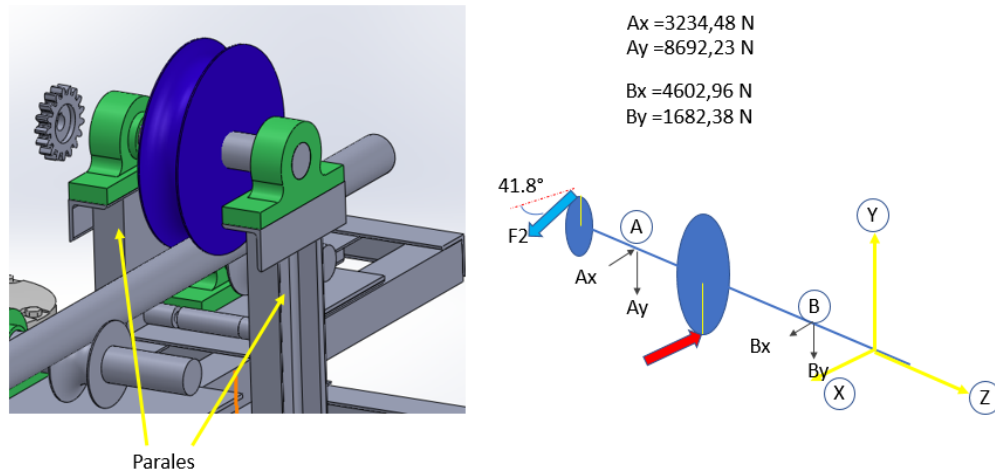 Ax =3234,48 N
Ay =8692,23 N
Bx =4602,96 N
By =1682,38 N
41.8°
F2
A
Ax
Ay
Y
B
Bx
By
X
Z
Parales